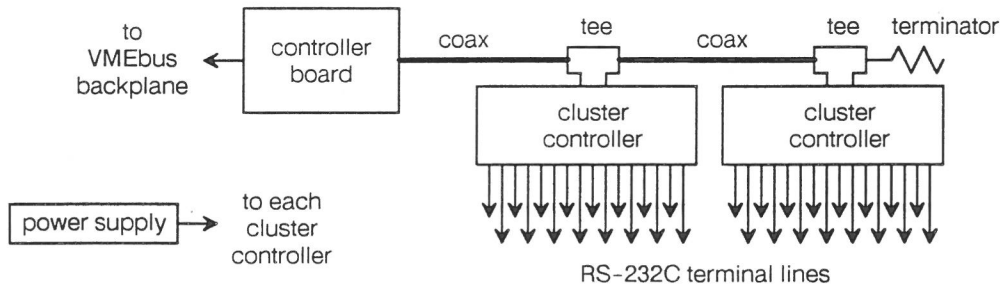 to
VMEbus
backplane
controller
board
coax
tee
coax
tee
terminator
cluster
controller
cluster
controller
power supply
to each
cluster
controller
RS-232C terminal lines